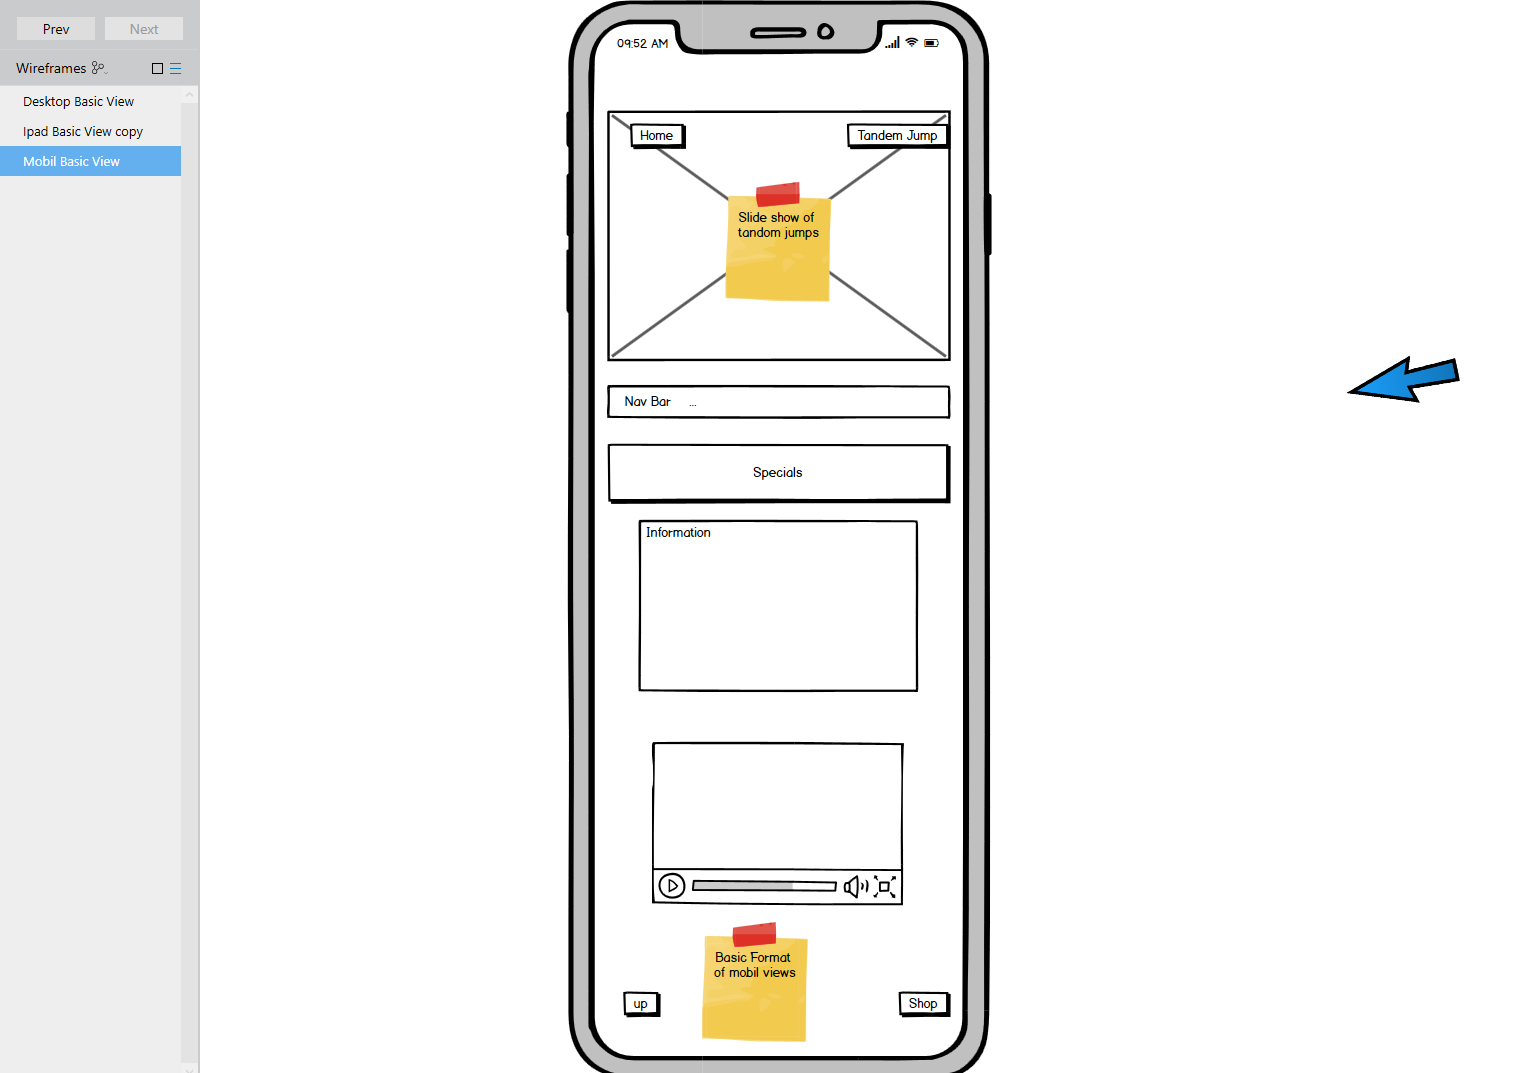 Prev
Next
Wireframes
Desktop Basic View
Ipad Basic View copy
Mobil Basic View
09:52 AM
Home
Tandem Jump
Slide show of
tandom jumps
Nav Bar ...
Specials
Information
Basic Format
of mobil views
up
Shop